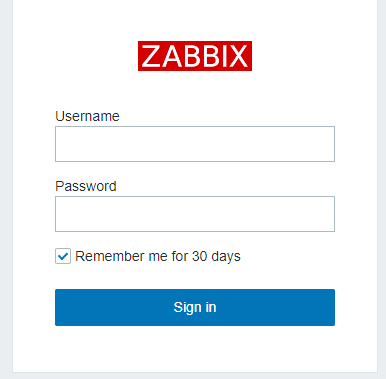 ZABBIX
Username
Password
Remember me for 30 days
Sign in